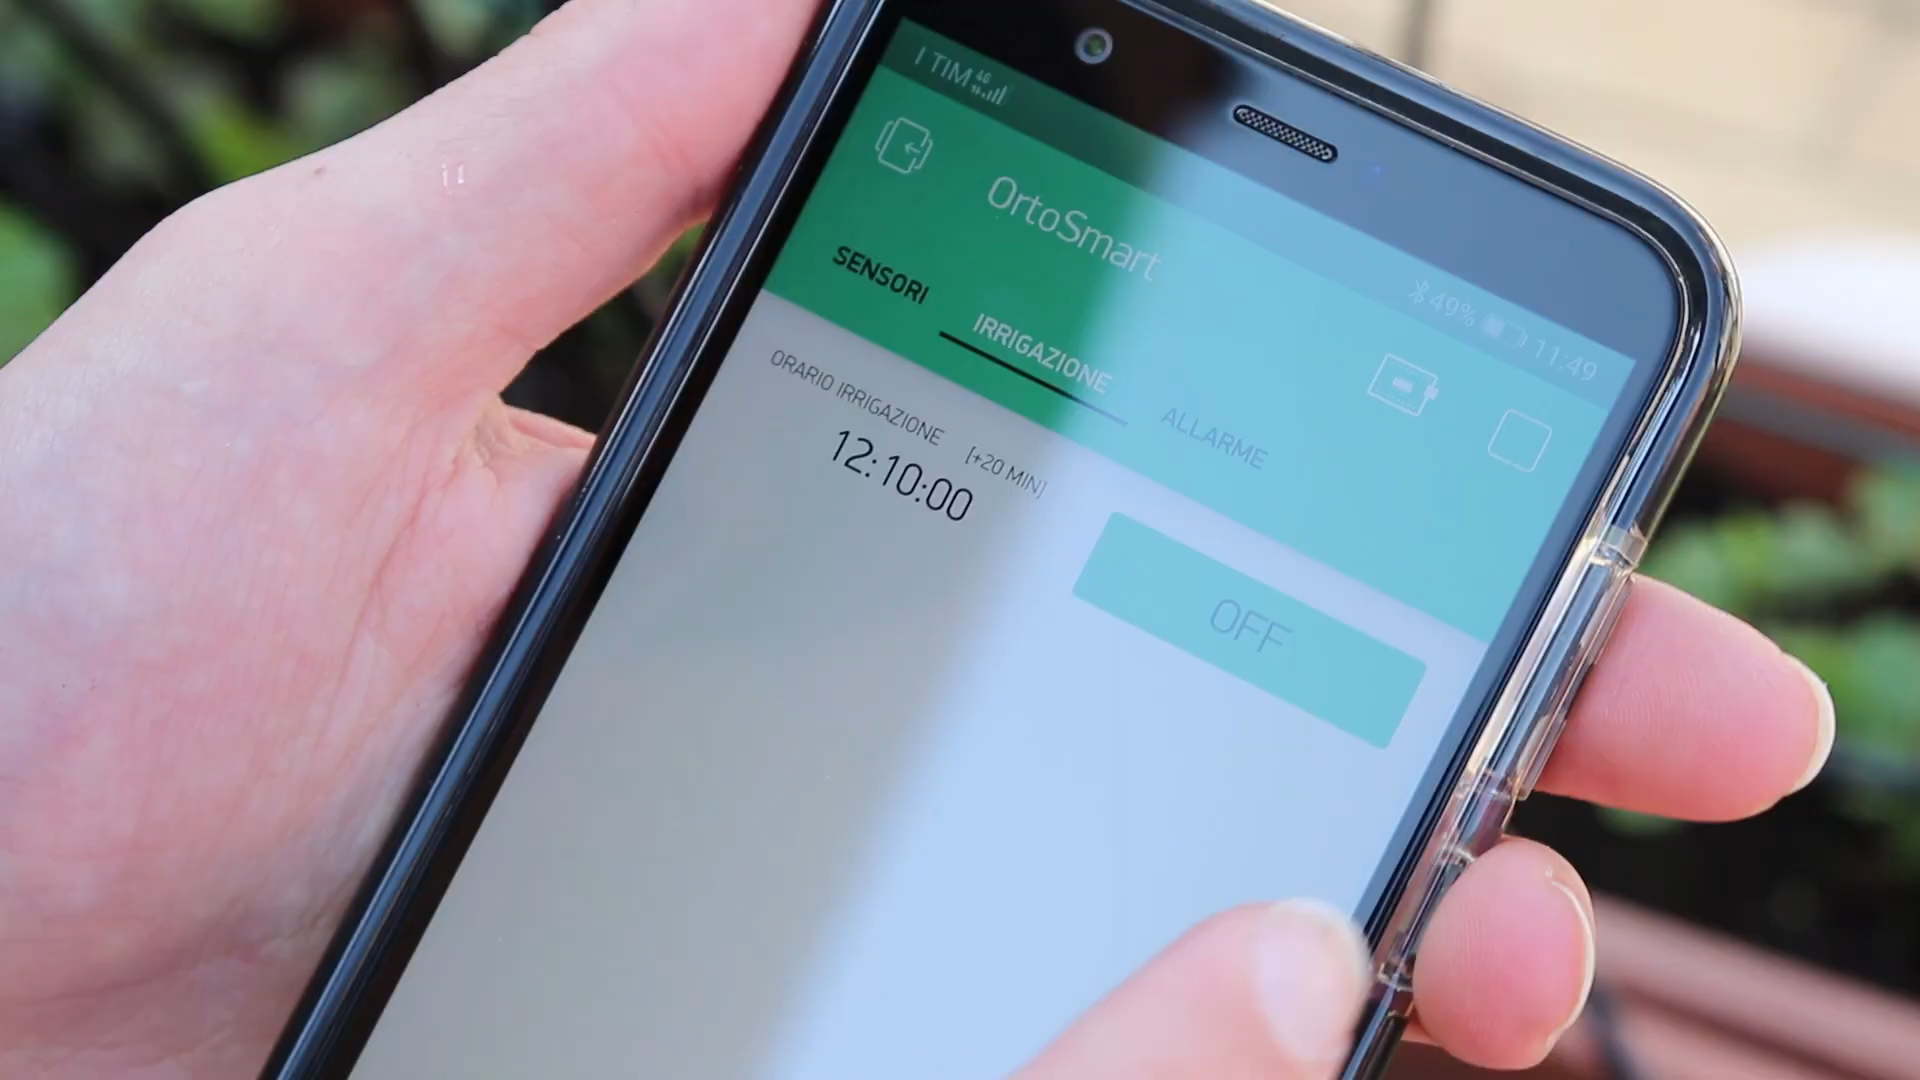 I TIM 4G
49% 11:49
OrtoSmart
SENSORI IRRIGAZIONE ALLARME
ORARIO IRRIGAZIONE [+20 MIN]
12:10:00
OFF